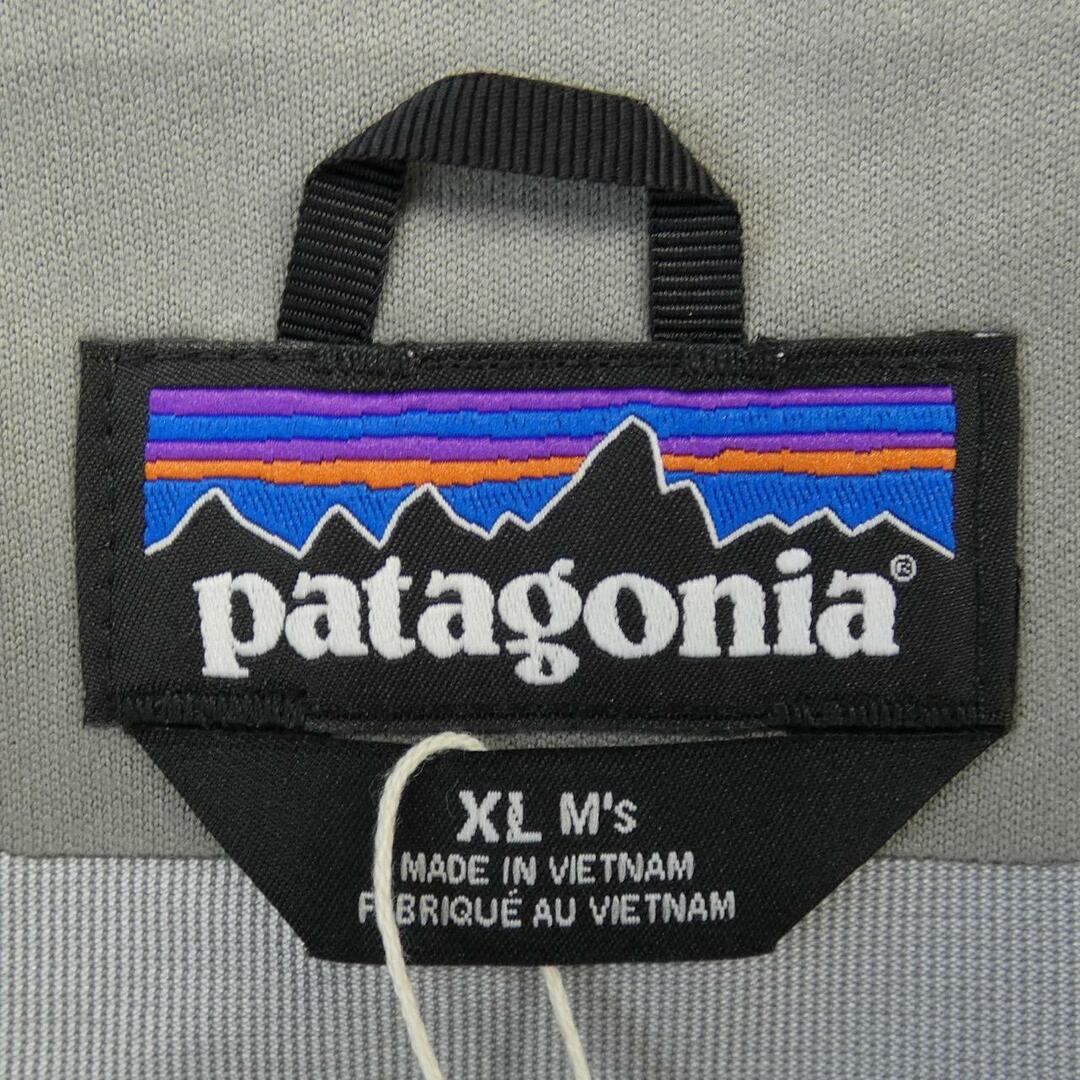 patagonia®
XL M's
MADE IN VIETNAM
FABRIQUÉ AU VIETNAM